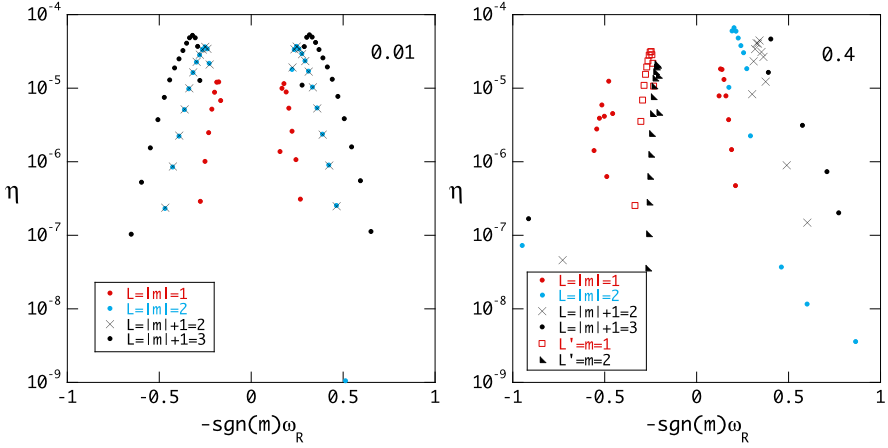 10⁻⁴
10⁻⁵
10⁻⁶
10⁻⁷
10⁻⁸
10⁻⁹
η
0.01
L=|m|=1
L=|m|=2
L=|m|+1=2
L=|m|+1=3
-1 -0.5 0 0.5 1
-sgn(m)ω_R
10⁻⁴
10⁻⁵
10⁻⁶
10⁻⁷
10⁻⁸
10⁻⁹
η
0.4
L=|m|=1
L=|m|=2
L=|m|+1=2
L=|m|+1=3
L'=m=1
L'=m=2
-1 -0.5 0 0.5 1
-sgn(m)ω_R